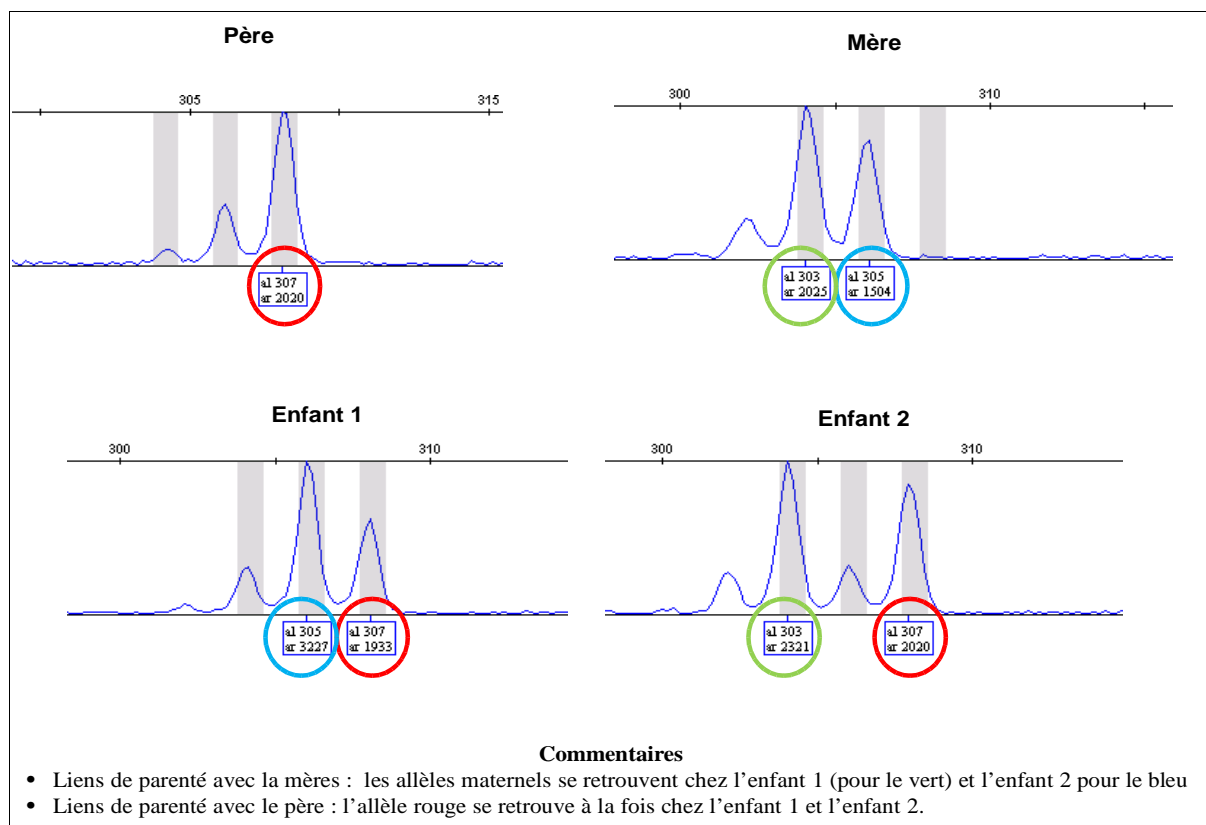 Père
Mère
305
315
300
310
al 307
ar 2020
al 303
ar 2025
al 305
ar 1504
Enfant 1
Enfant 2
300
310
300
310
al 305
ar 3227
al 307
ar 1933
al 303
ar 2321
al 307
ar 2020
Commentaires
• Liens de parenté avec la mères : les allèles maternels se retrouvent chez l'enfant 1 (pour le vert) et l'enfant 2 pour le bleu
• Liens de parenté avec le père : l'allèle rouge se retrouve à la fois chez l'enfant 1 et l'enfant 2.